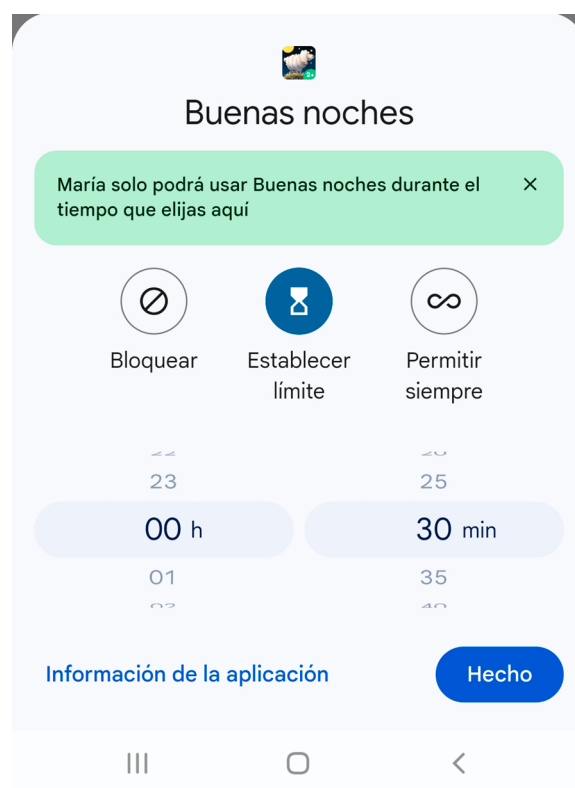 2+
Buenas noches
María solo podrá usar Buenas noches durante el
tiempo que elijas aquí
Bloquear
Establecer
límite
Permitir
siempre
23
25
00 h
30 min
01
35
Información de la aplicación
Hecho